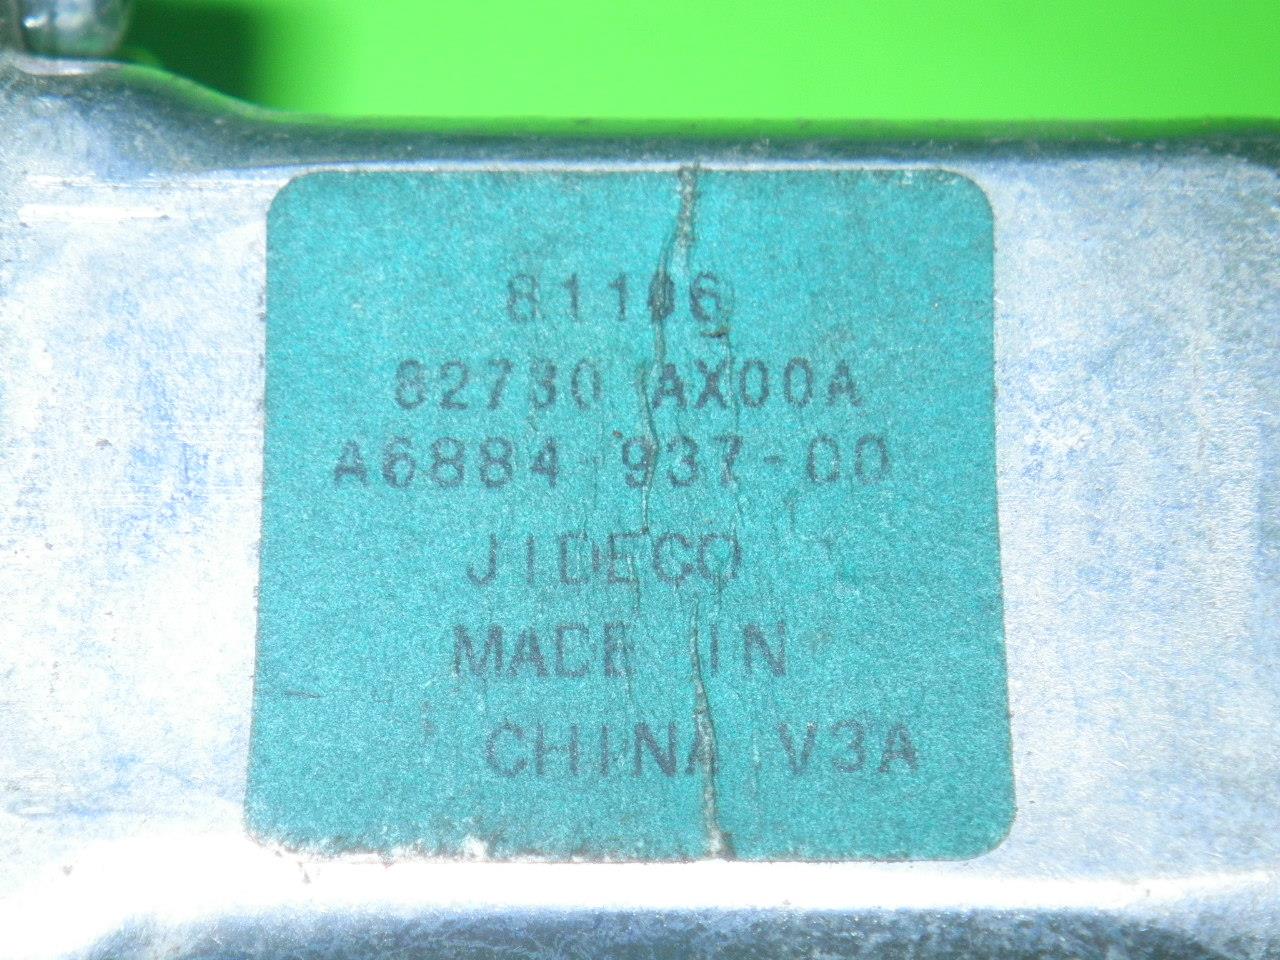 81106
82730 AX00A
A6884-937-00
JIDECO
MADE IN
CHINA V3A